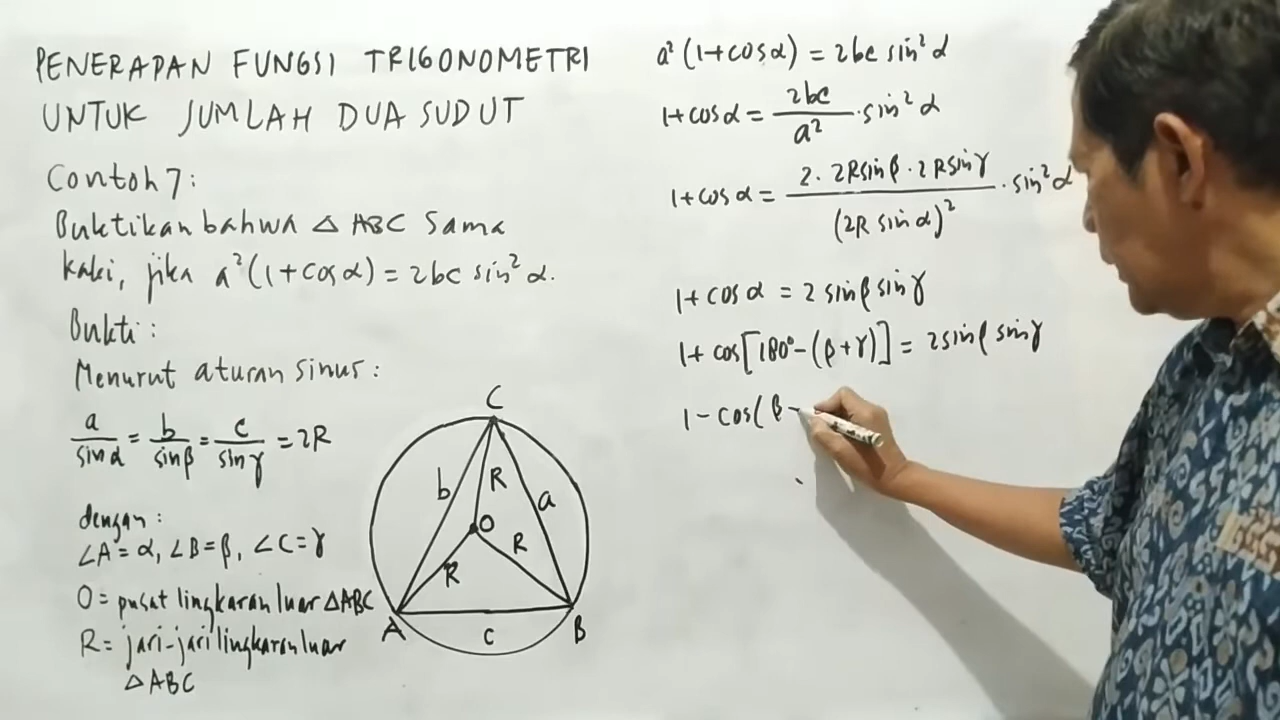 PENERAPAN FUNGSI TRIGONOMETRI
UNTUK JUMLAH DUA SUDUT
Contoh 7:
Buktikan bahwa △ ABC sama
kaki, jika a²(1+cos α) = 2bc sin² α.
Bukti:
Menurut aturan sinus:
a/sin α = b/sin β = c/sin γ = 2R
dengan:
∠A = α, ∠B = β, ∠C = γ
O = pusat lingkaran luar △ABC
R = jari-jari lingkaran luar
△ABC
C
b
R
a
O
R
R
A
c
B
a²(1+cos α) = 2bc sin² α
1+cos α = 2bc/a² · sin² α
1+cos α = 2 · 2R sin β · 2R sin γ/(2R sin α)² · sin² α
1+cos α = 2 sin β sin γ
1+ cos[180° - (β+γ)] = 2 sin β sin γ
1 - cos(β